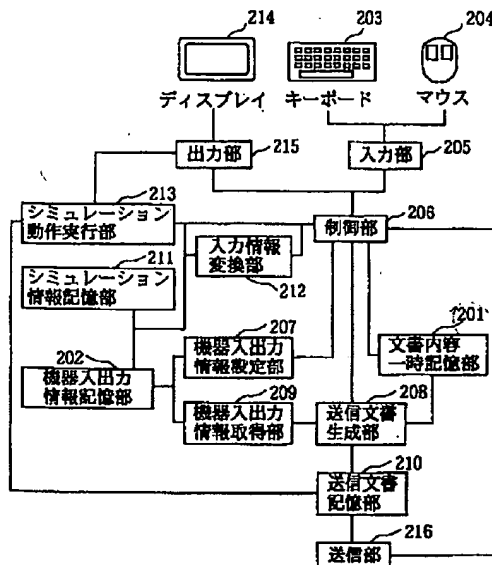 214
203
204
ディスプレイ
キーボード
マウス
出力部
215
入力部
205
213
シミュレーション
動作実行部
制御部
206
211
入力情報
変換部
212
シミュレーション
情報記憶部
207
201
202
機器入出力
情報設定部
文書内容
一時記憶部
機器入出力
情報記憶部
209
208
機器入出力
情報取得部
送信文書
生成部
210
送信文書
記憶部
216
送信部